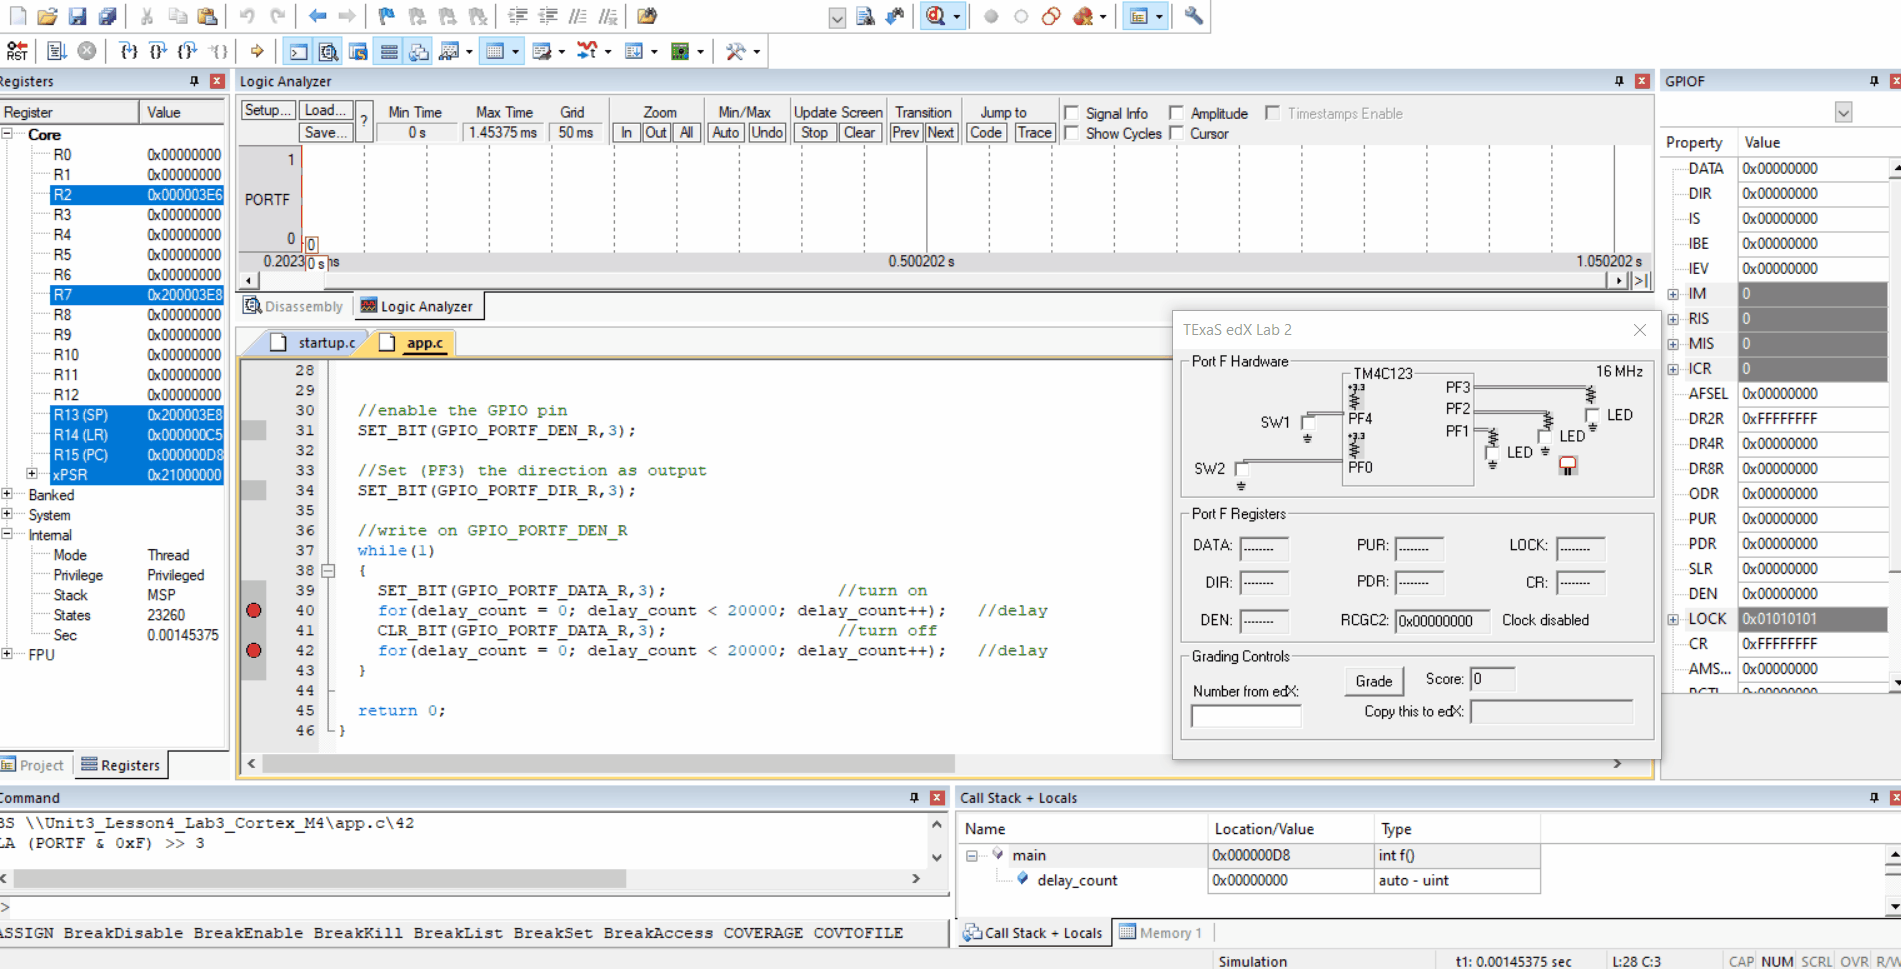 Registers
Register Value
Core
R0 0x00000000
R1 0x00000000
R2 0x000003E6
R3 0x00000000
R4 0x00000000
R5 0x00000000
R6 0x00000000
R7 0x200003E8
R8 0x00000000
R9 0x00000000
R10 0x00000000
R11 0x00000000
R12 0x00000000
R13 (SP) 0x200003E8
R14 (LR) 0x000000C5
R15 (PC) 0x000000D8
xPSR 0x21000000
Banked
System
Internal
Mode Thread
Privilege Privileged
Stack MSP
States 23260
Sec 0.00145375
FPU
Project Registers
Logic Analyzer
Setup... Load... ? Min Time Max Time Grid Zoom Min/Max Update Screen Transition Jump to Signal Info Amplitude Timestamps Enable
Save... 0 s 1.45375 ms 50 ms In Out All Auto Undo Stop Clear Prev Next Code Trace Show Cycles Cursor
1
PORTF
0 0
0.2023 0 s 0.500202 s 1.050202 s
Disassembly Logic Analyzer
startup.c app.c
28
29
30 //enable the GPIO pin
31 SET_BIT(GPIO_PORTF_DEN_R,3);
32
33 //Set (PF3) the direction as output
34 SET_BIT(GPIO_PORTF_DIR_R,3);
35
36 //write on GPIO_PORTF_DEN_R
37 while(1)
38 {
39 SET_BIT(GPIO_PORTF_DATA_R,3); //turn on
40 for(delay_count = 0; delay_count < 20000; delay_count++); //delay
41 CLR_BIT(GPIO_PORTF_DATA_R,3); //turn off
42 for(delay_count = 0; delay_count < 20000; delay_count++); //delay
43 }
44
45 return 0;
46 }
TExaS edX Lab 2
Port F Hardware
TM4C123 16 MHz
+3.3 PF3
PF2 LED
SW1 PF4 PF1 LED
+3.3 LED
SW2 PF0
Port F Registers
DATA: -------- PUR: -------- LOCK: --------
DIR: -------- PDR: -------- CR: --------
DEN: -------- RCGC2: 0x00000000 Clock disabled
Grading Controls
Number from edX: Grade Score: 0
Copy this to edX:
GPIOF
Property Value
DATA 0x00000000
DIR 0x00000000
IS 0x00000000
IBE 0x00000000
IEV 0x00000000
IM 0
RIS 0
MIS 0
ICR 0
AFSEL 0x00000000
DR2R 0xFFFFFFFF
DR4R 0x00000000
DR8R 0x00000000
ODR 0x00000000
PUR 0x00000000
PDR 0x00000000
SLR 0x00000000
DEN 0x00000000
LOCK 0x01010101
CR 0xFFFFFFFF
AMS... 0x00000000
Command
BS \\Unit3_Lesson4_Lab3_Cortex_M4\app.c\42
LA (PORTF & 0xF) >> 3
>
ASSIGN BreakDisable BreakEnable BreakKill BreakList BreakSet BreakAccess COVERAGE COVTOFILE
Call Stack + Locals
Name Location/Value Type
main 0x000000D8 int f()
delay_count 0x00000000 auto - uint
Call Stack + Locals Memory 1
Simulation t1: 0.00145375 sec L:28 C:3 CAP NUM SCRL OVR R/W